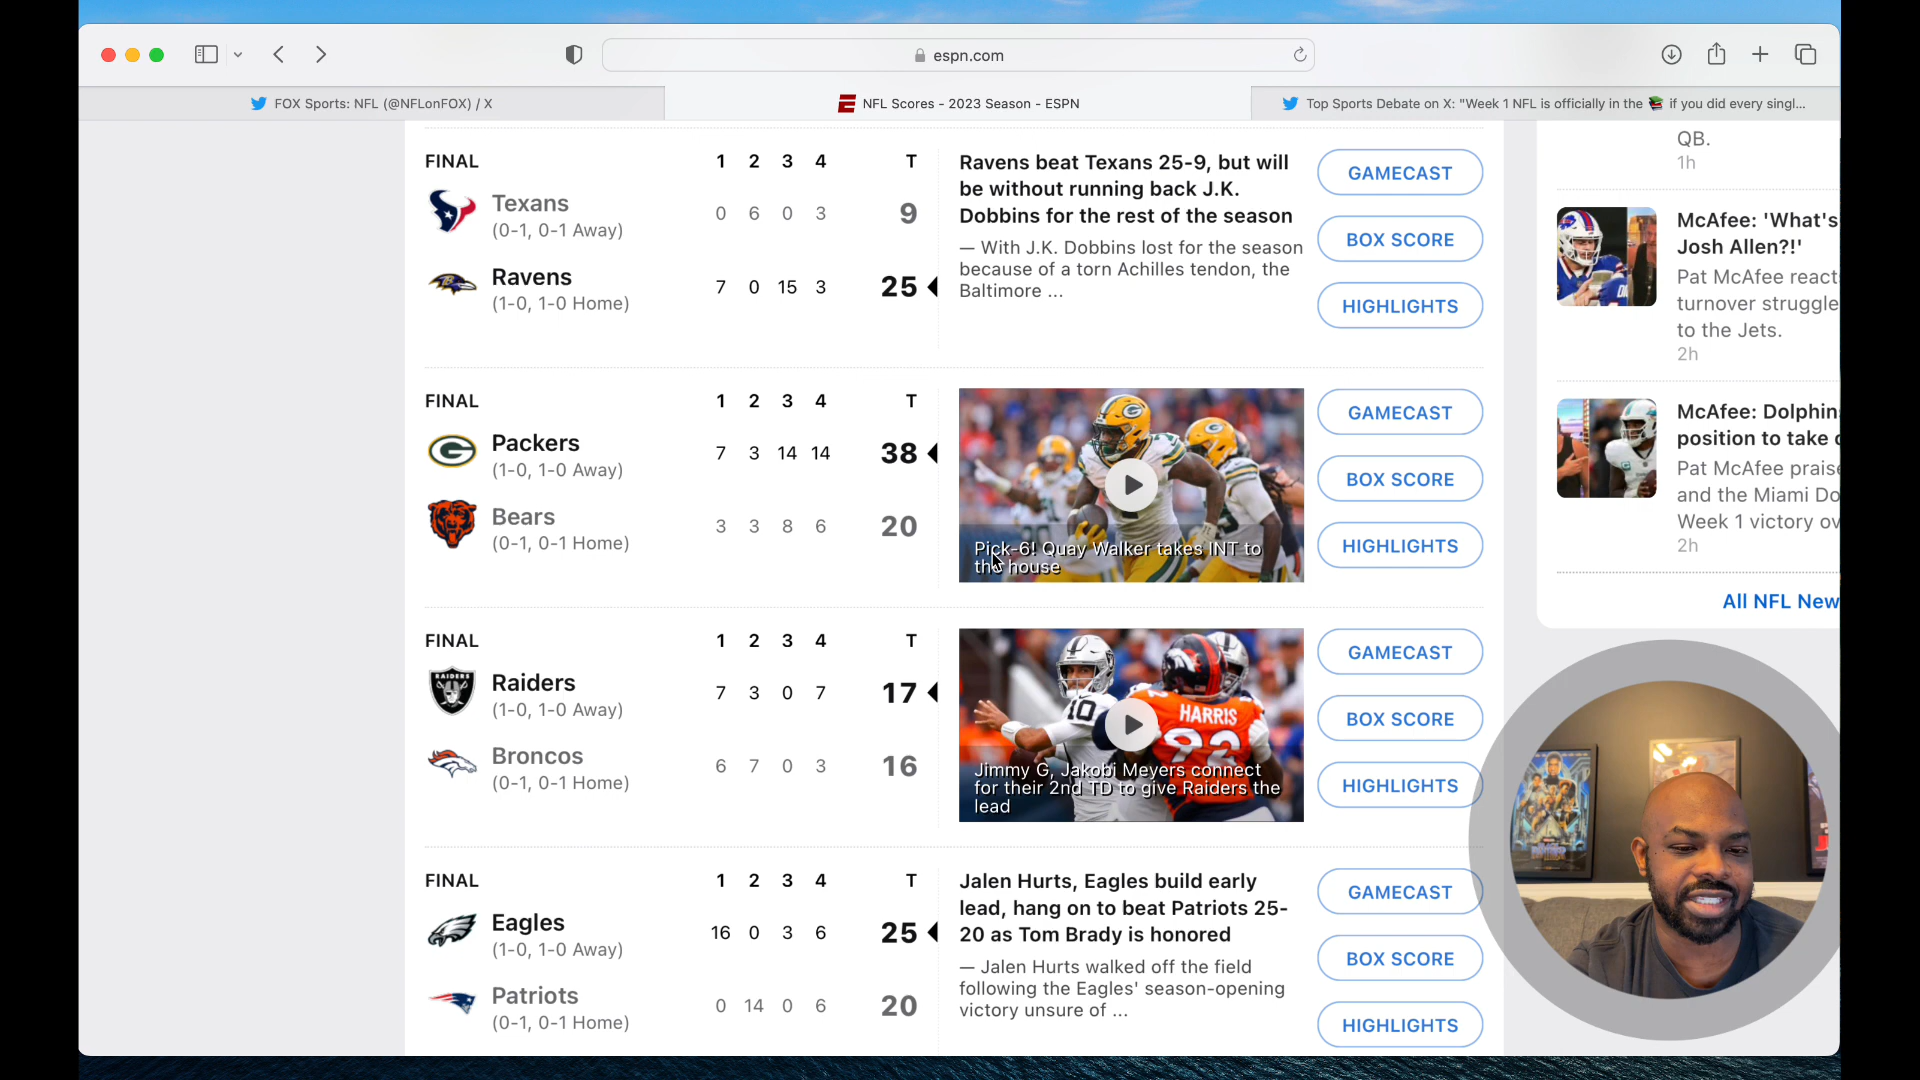 espn.com
FOX Sports: NFL (@NFLonFOX) / X
NFL Scores - 2023 Season - ESPN
Top Sports Debate on X: "Week 1 NFL is officially in the 📚 if you did every singl...
FINAL 1 2 3 4 T
Texans 0 6 0 3 9
(0-1, 0-1 Away)
Ravens 7 0 15 3 25
(1-0, 1-0 Home)
Ravens beat Texans 25-9, but will
be without running back J.K.
Dobbins for the rest of the season
— With J.K. Dobbins lost for the season
because of a torn Achilles tendon, the
Baltimore ...
GAMECAST
BOX SCORE
HIGHLIGHTS
FINAL 1 2 3 4 T
Packers 7 3 14 14 38
(1-0, 1-0 Away)
Bears 3 3 8 6 20
(0-1, 0-1 Home)
Pick-6! Quay Walker takes INT to
the house
GAMECAST
BOX SCORE
HIGHLIGHTS
FINAL 1 2 3 4 T
RAIDERS
Raiders 7 3 0 7 17
(1-0, 1-0 Away)
Broncos 6 7 0 3 16
(0-1, 0-1 Home)
10
HARRIS
Jimmy G, Jakobi Meyers connect
for their 2nd TD to give Raiders the
lead
GAMECAST
BOX SCORE
HIGHLIGHTS
FINAL 1 2 3 4 T
Eagles 16 0 3 6 25
(1-0, 1-0 Away)
Patriots 0 14 0 6 20
(0-1, 0-1 Home)
Jalen Hurts, Eagles build early
lead, hang on to beat Patriots 25-
20 as Tom Brady is honored
— Jalen Hurts walked off the field
following the Eagles' season-opening
victory unsure of ...
GAMECAST
BOX SCORE
HIGHLIGHTS
QB.
1h
McAfee: 'What's
Josh Allen?!'
Pat McAfee react
turnover struggle
to the Jets.
2h
McAfee: Dolphin
position to take
Pat McAfee praise
and the Miami Do
Week 1 victory ov
2h
All NFL New